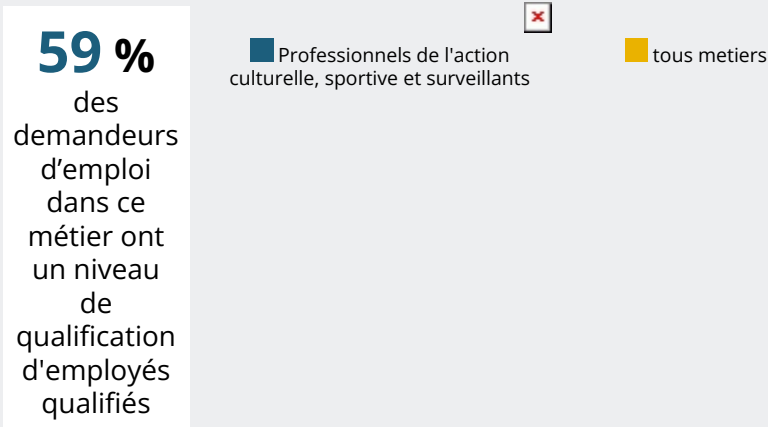 59 %
des
demandeurs
d’emploi
dans ce
métier ont
un niveau
de
qualification
d'employés
qualifiés
Professionnels de l'action
culturelle, sportive et surveillants
tous metiers